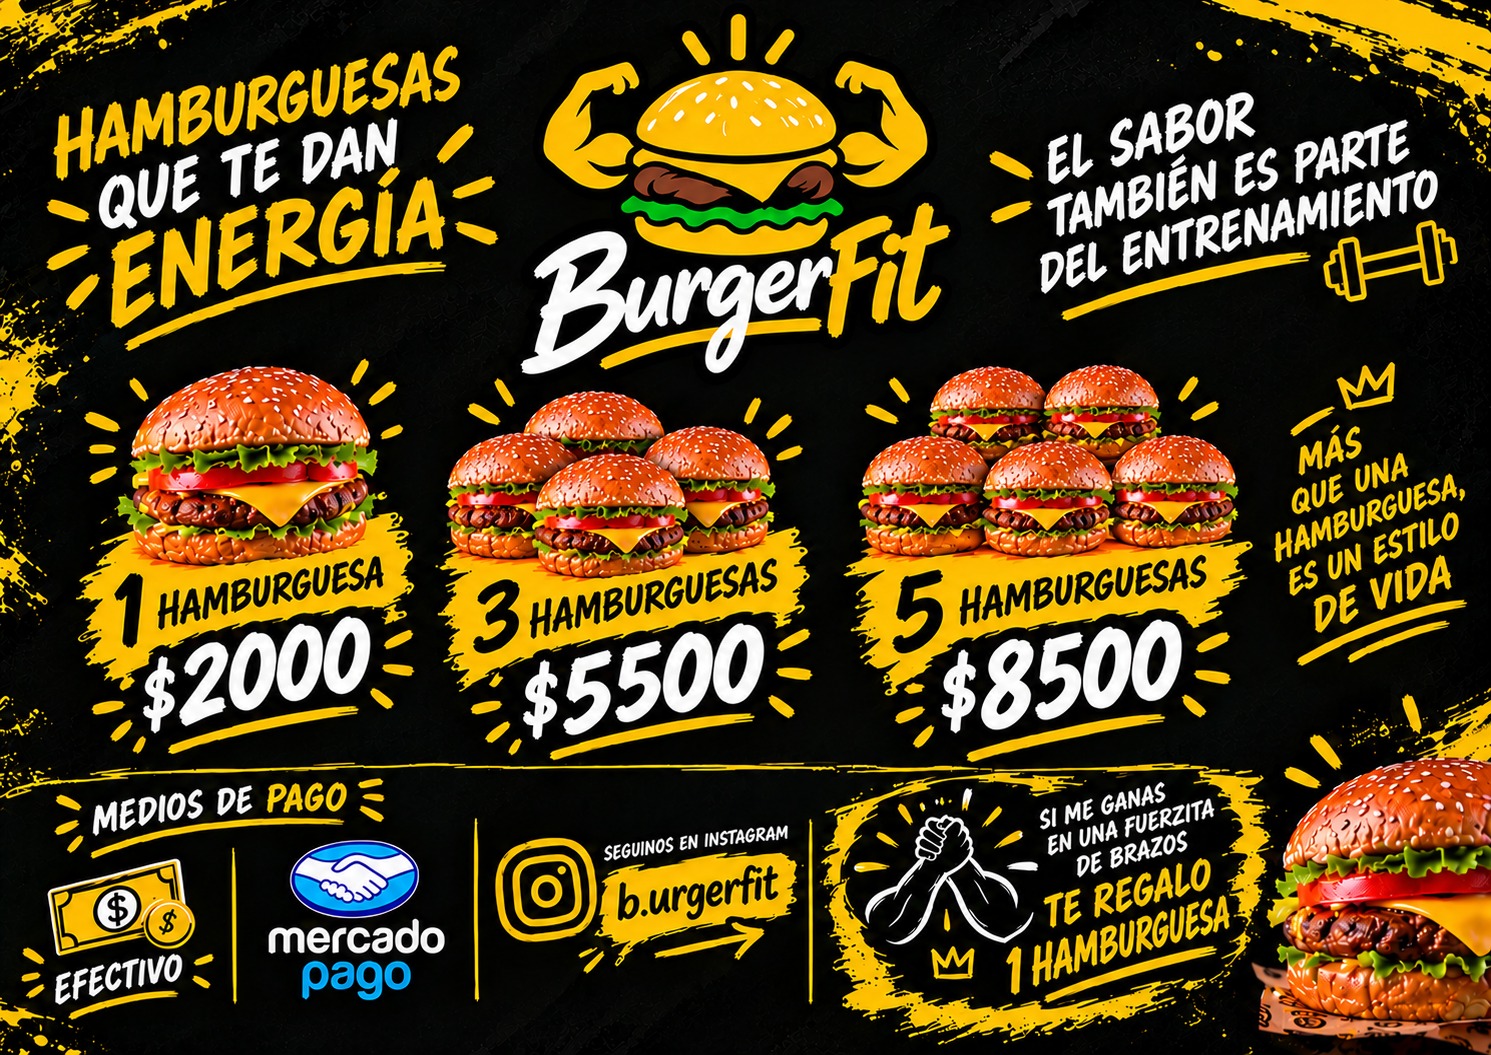 HAMBURGUESAS
QUE TE DAN
ENERGÍA
BurgerFit
EL SABOR
TAMBIÉN ES PARTE
DEL ENTRENAMIENTO
1 HAMBURGUESA
$2000
3 HAMBURGUESAS
$5500
5 HAMBURGUESAS
$8500
MÁS
QUE UNA
HAMBURGUESA,
ES UN ESTILO
DE VIDA
MEDIOS DE PAGO
$
$
EFECTIVO
mercado
pago
SEGUINOS EN INSTAGRAM
b.urgerfit
SI ME GANAS
EN UNA FUERZITA
DE BRAZOS
TE REGALO
1 HAMBURGUESA